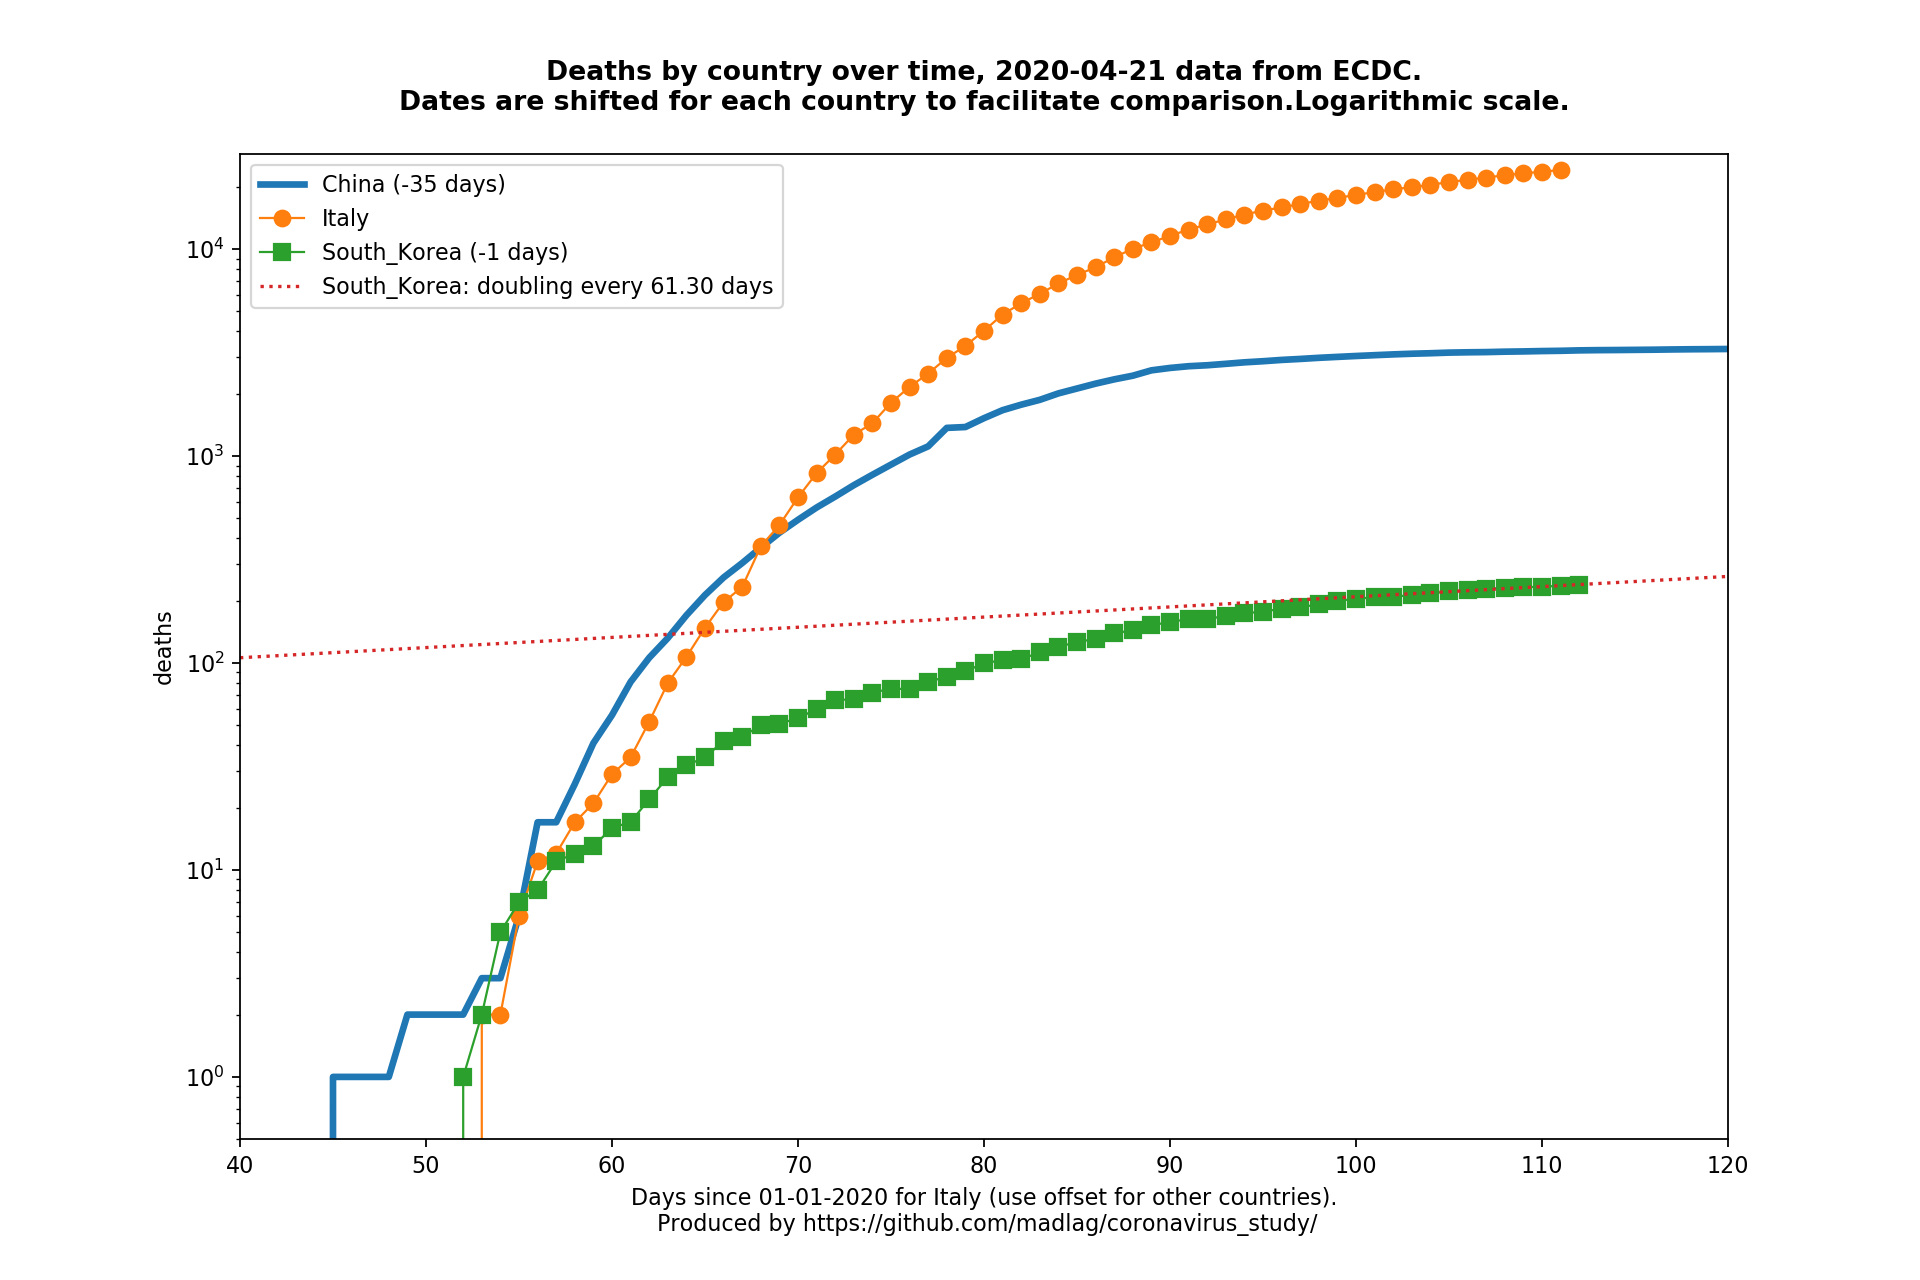 Deaths by country over time, 2020-04-21 data from ECDC.
Dates are shifted for each country to facilitate comparison.Logarithmic scale.
China (-35 days)
Italy
South_Korea (-1 days)
South_Korea: doubling every 61.30 days
deaths
10⁴
10³
10²
10¹
10⁰
40 50 60 70 80 90 100 110 120
Days since 01-01-2020 for Italy (use offset for other countries).
Produced by https://github.com/madlag/coronavirus_study/